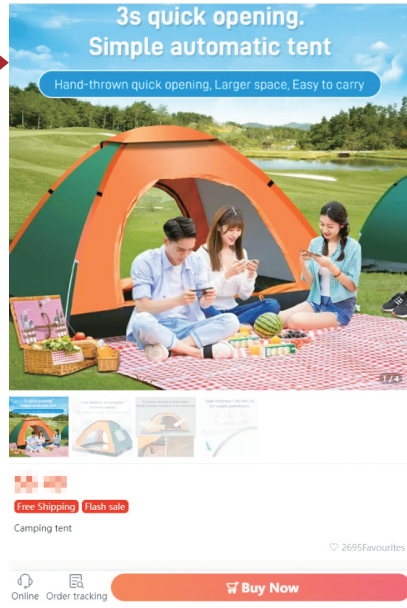 3s quick opening.
Simple automatic tent
Hand-thrown quick opening, Larger space, Easy to carry
1/4
Free Shipping Flash sale
Camping tent
2695Favourites
Online Order tracking Buy Now